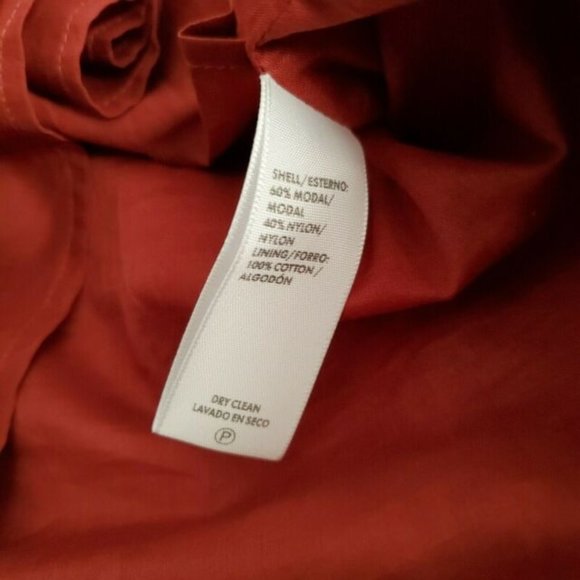 SHELL/ESTERNO:
60% MODAL/
MODAL
40% NYLON/
NYLON
LINING/FORRO:
100% COTTON/
ALGODÓN
DRY CLEAN
LAVADO EN SECO
P